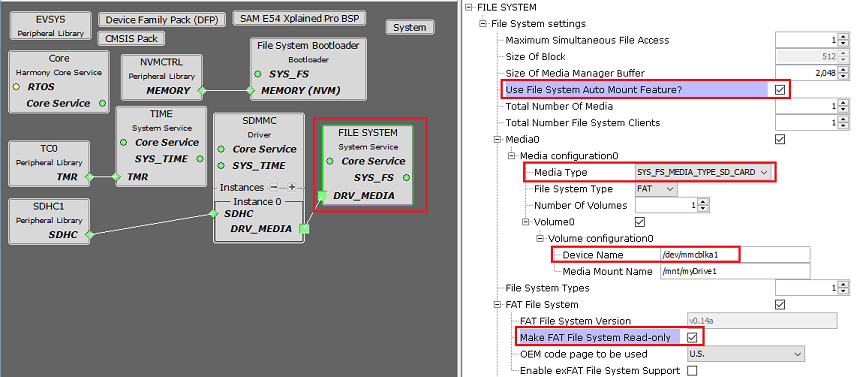 EVSYS
Peripheral Library
Device Family Pack (DFP)
SAM E54 Xplained Pro BSP
System
CMSIS Pack
Core
Harmony Core Service
RTOS
Core Service
NVMCTRL
Peripheral Library
MEMORY
File System Bootloader
Bootloader
SYS_FS
MEMORY (NVM)
TIME
System Service
Core Service
SYS_TIME
TMR
SDMMC
Driver
Core Service
SYS_TIME
Instances
Instance 0
SDHC
DRV_MEDIA
FILE SYSTEM
System Service
Core Service
SYS_FS
DRV_MEDIA
TC0
Peripheral Library
TMR
SDHC1
Peripheral Library
SDHC
FILE SYSTEM
File System settings
Maximum Simultaneous File Access 1
Size Of Block 512
Size Of Media Manager Buffer 2,048
Use File System Auto Mount Feature?
Total Number Of Media 1
Total Number File System Clients 1
Media0
Media configuration0
Media Type SYS_FS_MEDIA_TYPE_SD_CARD
File System Type FAT
Number Of Volumes 1
Volume0
Volume configuration0
Device Name /dev/mmcblka1
Media Mount Name /mnt/myDrive1
File System Types 1
FAT File System
FAT File System Version v0.14a
Make FAT File System Read-only
OEM code page to be used U.S.
Enable exFAT File System Support